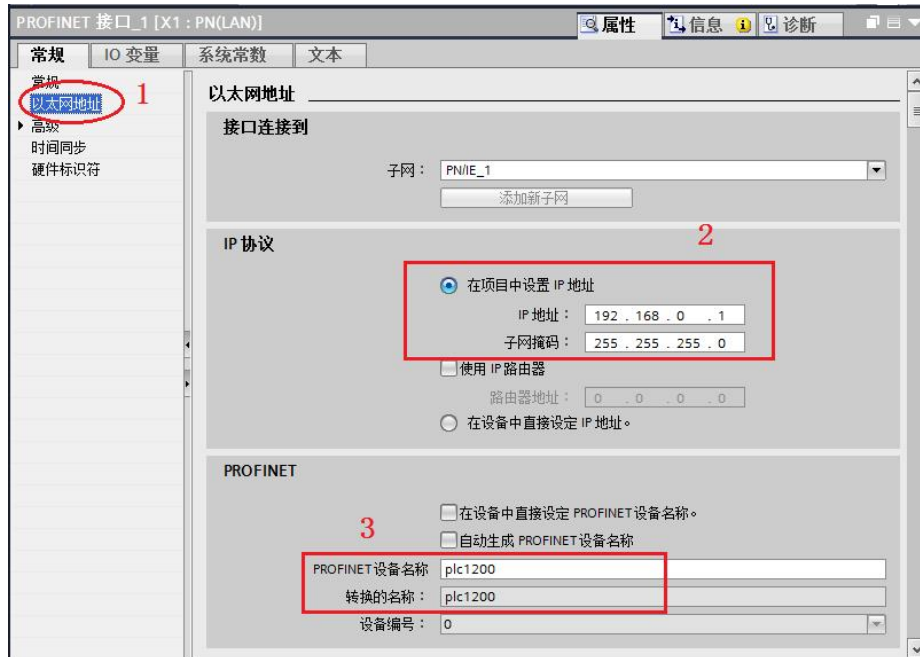 PROFINET 接口_1 [X1 : PN(LAN)]
属性 信息 诊断
常规 IO 变量 系统常数 文本
常规
以太网地址
1
高级
时间同步
硬件标识符
以太网地址
接口连接到
子网： PN/IE_1
添加新子网
IP 协议
2
在项目中设置 IP 地址
IP 地址： 192 . 168 . 0 . 1
子网掩码： 255 . 255 . 255 . 0
使用 IP 路由器
路由器地址： 0 . 0 . 0 . 0
在设备中直接设定 IP 地址。
PROFINET
在设备中直接设定 PROFINET 设备名称。
3
自动生成 PROFINET 设备名称
PROFINET 设备名称 plc1200
转换的名称： plc1200
设备编号： 0